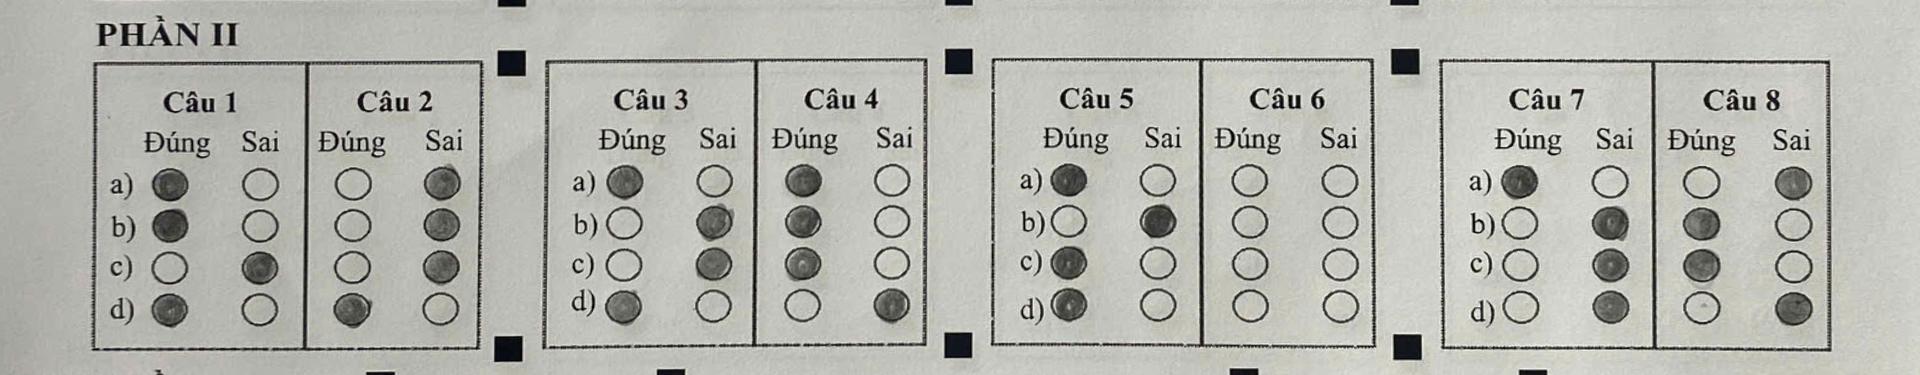 PHẦN II
Câu 1 Câu 2 Câu 3 Câu 4 Câu 5 Câu 6 Câu 7 Câu 8
Đúng Sai Đúng Sai Đúng Sai Đúng Sai Đúng Sai Đúng Sai Đúng Sai Đúng Sai
a) a) a) a)
b) b) b) b)
c) c) c) c)
d) d) d) d)